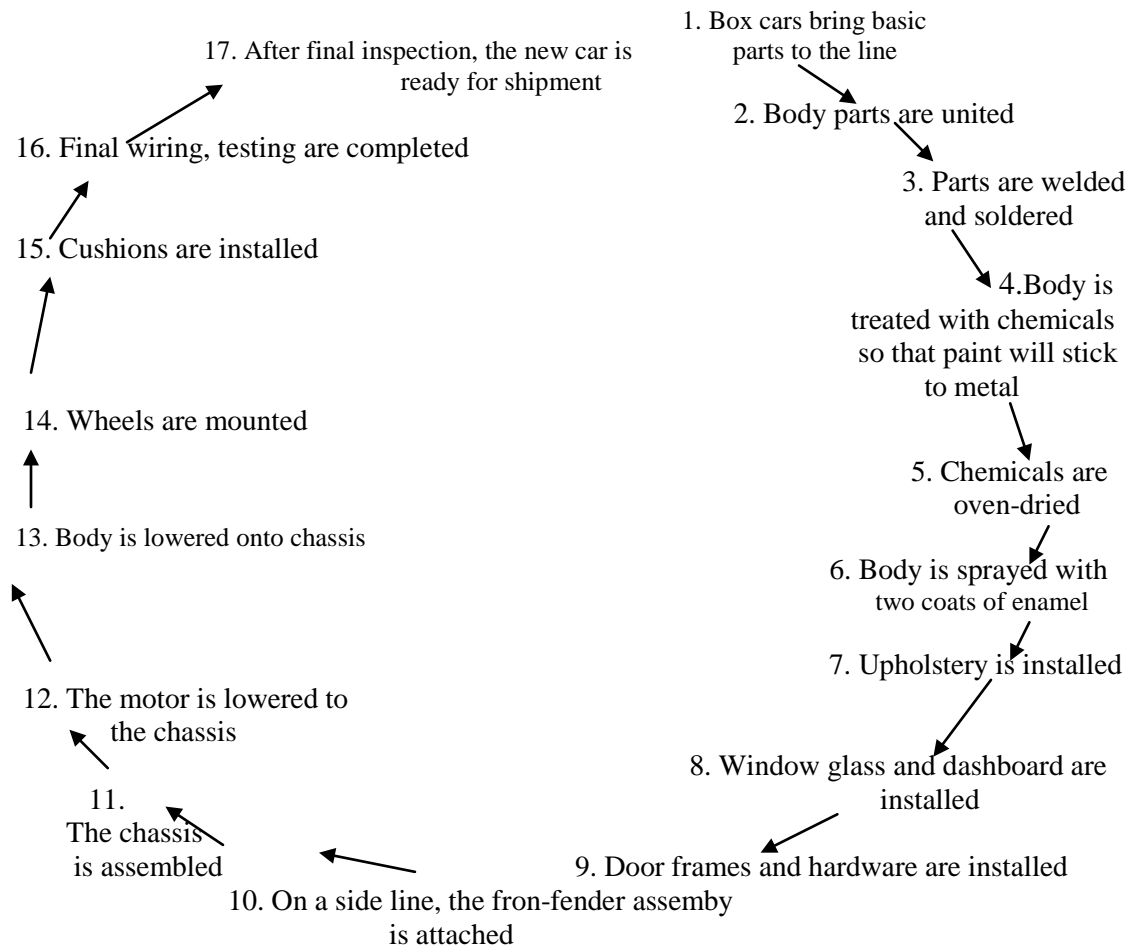 1. Box cars bring basic
parts to the line
2. Body parts are united
3. Parts are welded
and soldered
4.Body is
treated with chemicals
so that paint will stick
to metal
5. Chemicals are
oven-dried
6. Body is sprayed with
two coats of enamel
7. Upholstery is installed
8. Window glass and dashboard are
installed
9. Door frames and hardware are installed
10. On a side line, the fron-fender assemby
is attached
11.
The chassis
is assembled
12. The motor is lowered to
the chassis
13. Body is lowered onto chassis
14. Wheels are mounted
15. Cushions are installed
16. Final wiring, testing are completed
17. After final inspection, the new car is
ready for shipment